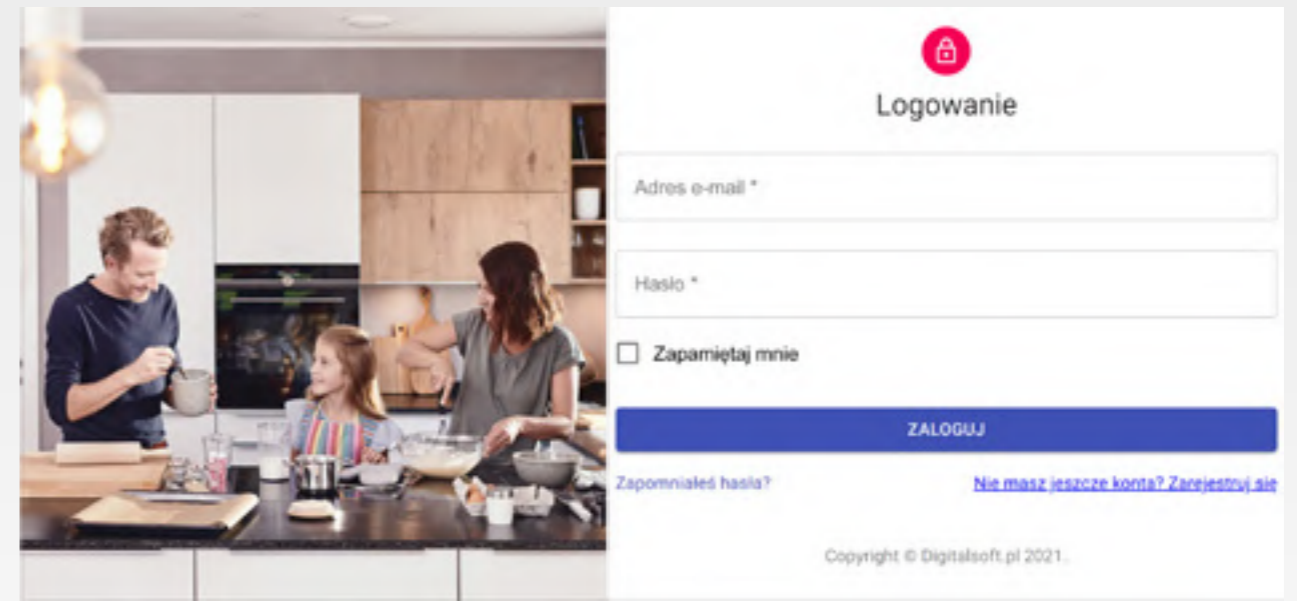 Logowanie
Adres e-mail *
Hasło *
Zapamiętaj mnie
ZALOGUJ
Zapomniałeś hasła?
Nie masz jeszcze konta? Zarejestruj się
Copyright © Digitalsoft.pl 2021.